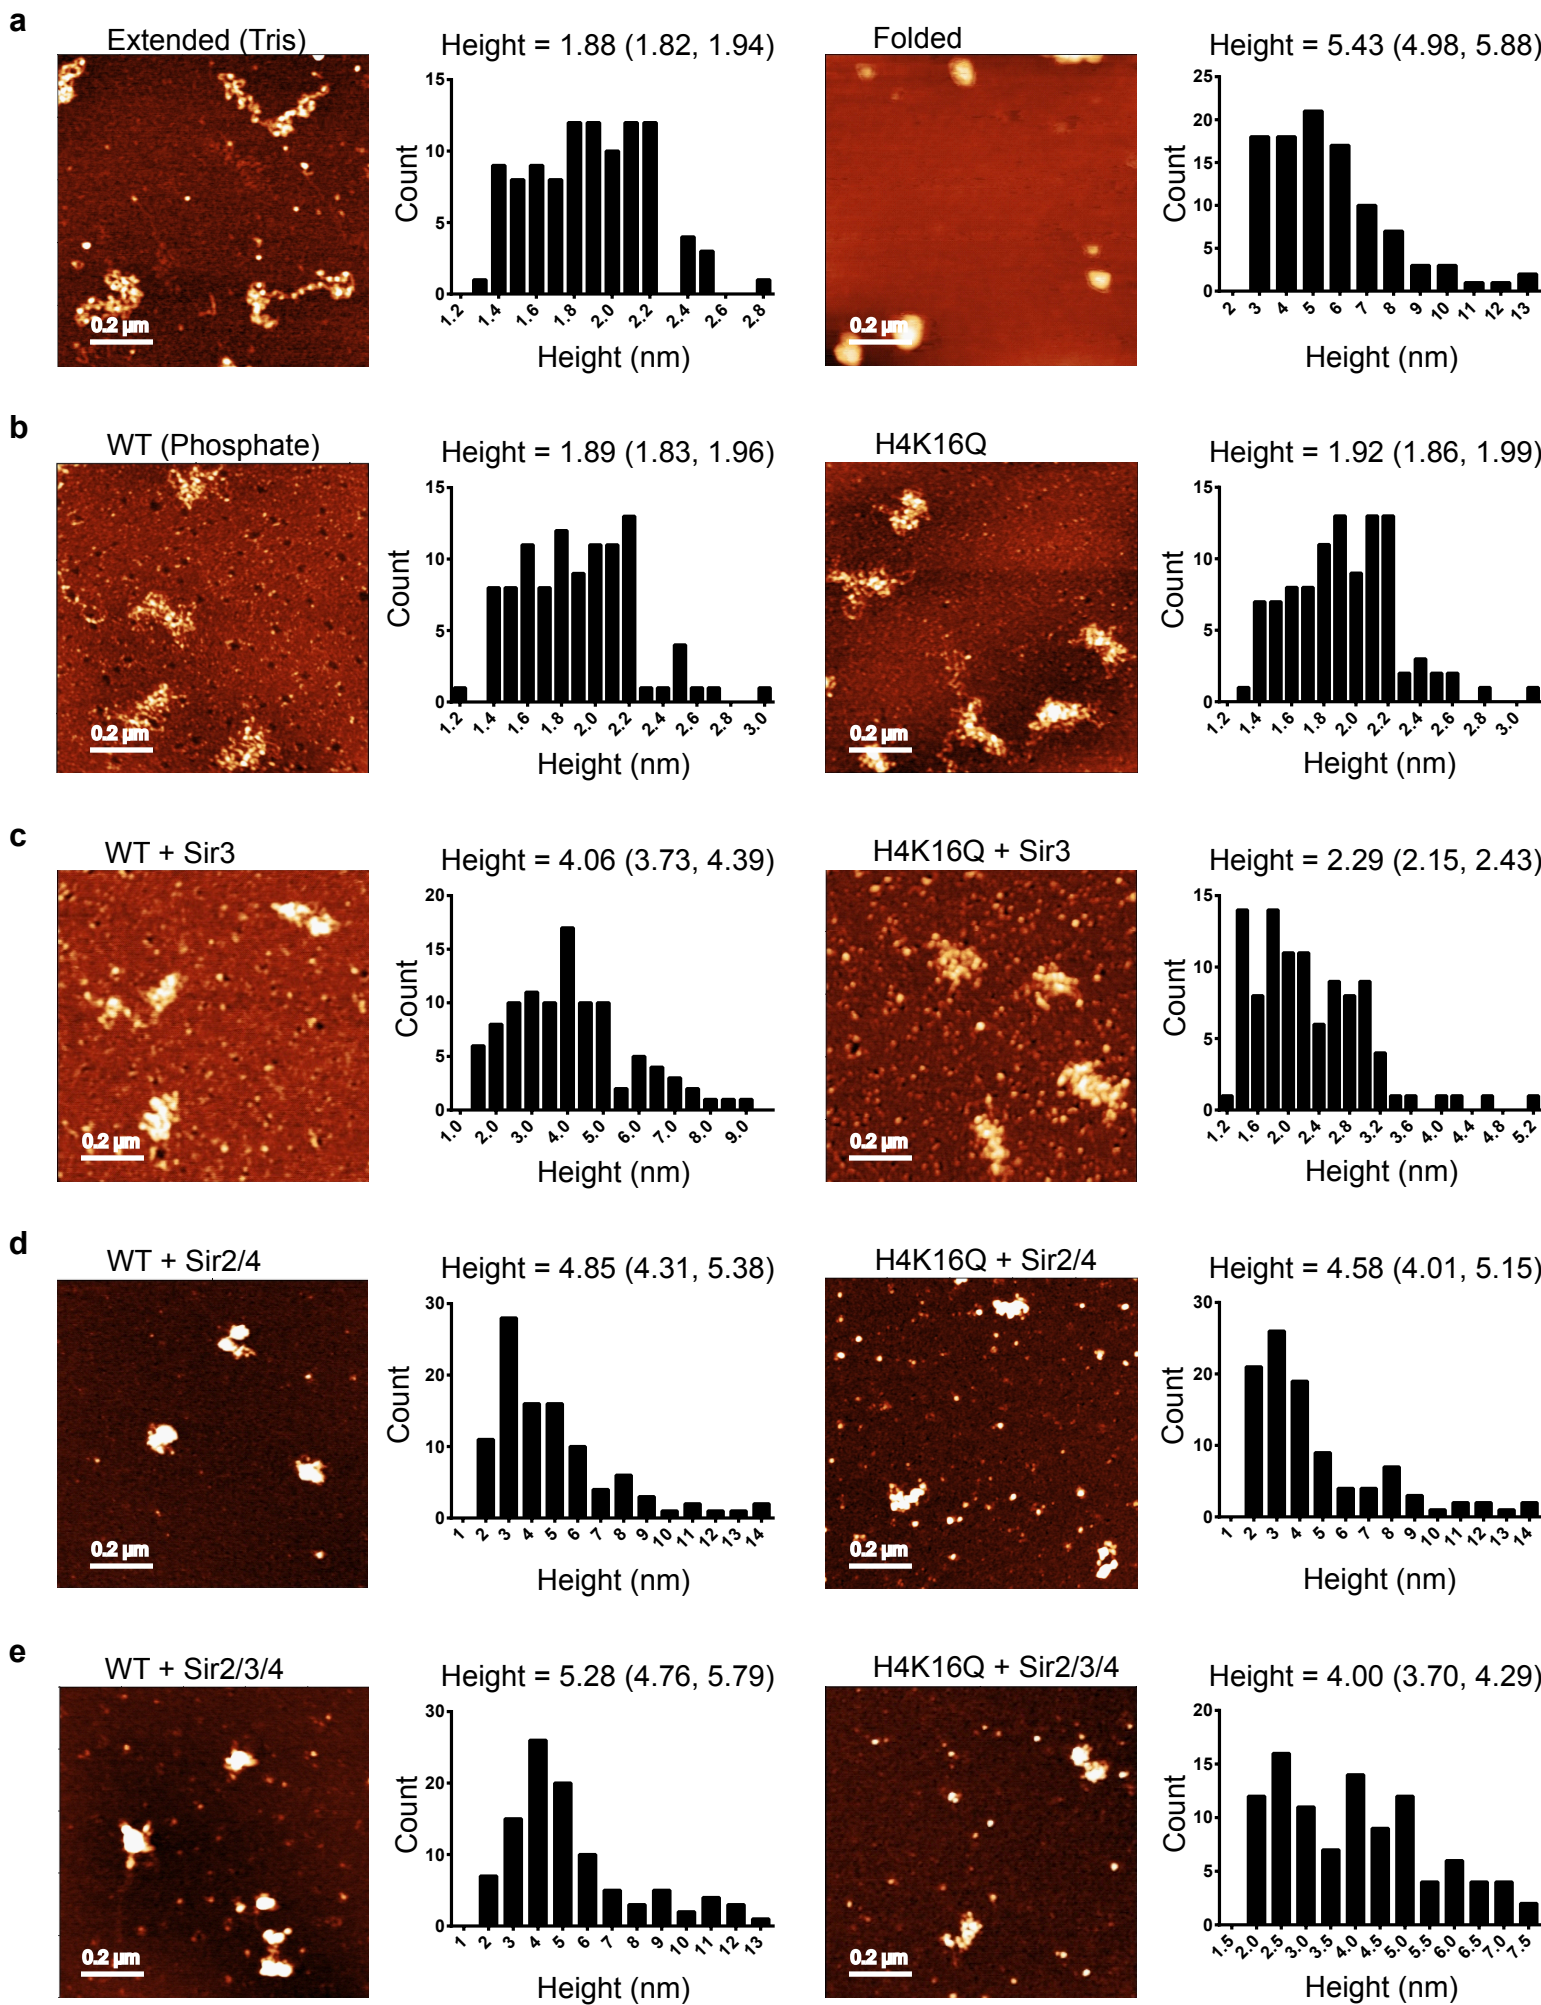 a
Extended (Tris)
Height = 1.88 (1.82, 1.94)
15
10
5
0
Count
1.2 1.4 1.6 1.8 2.0 2.2 2.4 2.6 2.8
Height (nm)
0.2 µm
Folded
Height = 5.43 (4.98, 5.88)
25
20
15
10
5
0
Count
2 3 4 5 6 7 8 9 10 11 12 13
Height (nm)
b
WT (Phosphate)
0.2 µm
Height = 1.89 (1.83, 1.96)
15
10
5
0
Count
1.2 1.4 1.6 1.8 2.0 2.2 2.4 2.6 2.8 3.0
Height (nm)
H4K16Q
0.2 µm
Height = 1.92 (1.86, 1.99)
15
10
5
0
Count
1.2 1.4 1.6 1.8 2.0 2.2 2.4 2.6 2.8 3.0
Height (nm)
c
WT + Sir3
0.2 µm
Height = 4.06 (3.73, 4.39)
20
15
10
5
0
Count
1.0 2.0 3.0 4.0 5.0 6.0 7.0 8.0 9.0
Height (nm)
H4K16Q + Sir3
0.2 µm
Height = 2.29 (2.15, 2.43)
15
10
5
0
Count
1.2 1.6 2.0 2.4 2.8 3.2 3.6 4.0 4.4 4.8 5.2
Height (nm)
d
WT + Sir2/4
0.2 µm
Height = 4.85 (4.31, 5.38)
30
20
10
0
Count
1 2 3 4 5 6 7 8 9 10 11 12 13 14
Height (nm)
H4K16Q + Sir2/4
0.2 µm
Height = 4.58 (4.01, 5.15)
30
20
10
0
Count
1 2 3 4 5 6 7 8 9 10 11 12 13 14
Height (nm)
e
WT + Sir2/3/4
0.2 µm
Height = 5.28 (4.76, 5.79)
30
20
10
0
Count
1 2 3 4 5 6 7 8 9 10 11 12 13
Height (nm)
H4K16Q + Sir2/3/4
0.2 µm
Height = 4.00 (3.70, 4.29)
20
15
10
5
0
Count
1.5 2.0 2.5 3.0 3.5 4.0 4.5 5.0 5.5 6.0 6.5 7.0 7.5
Height (nm)
0.2 µm